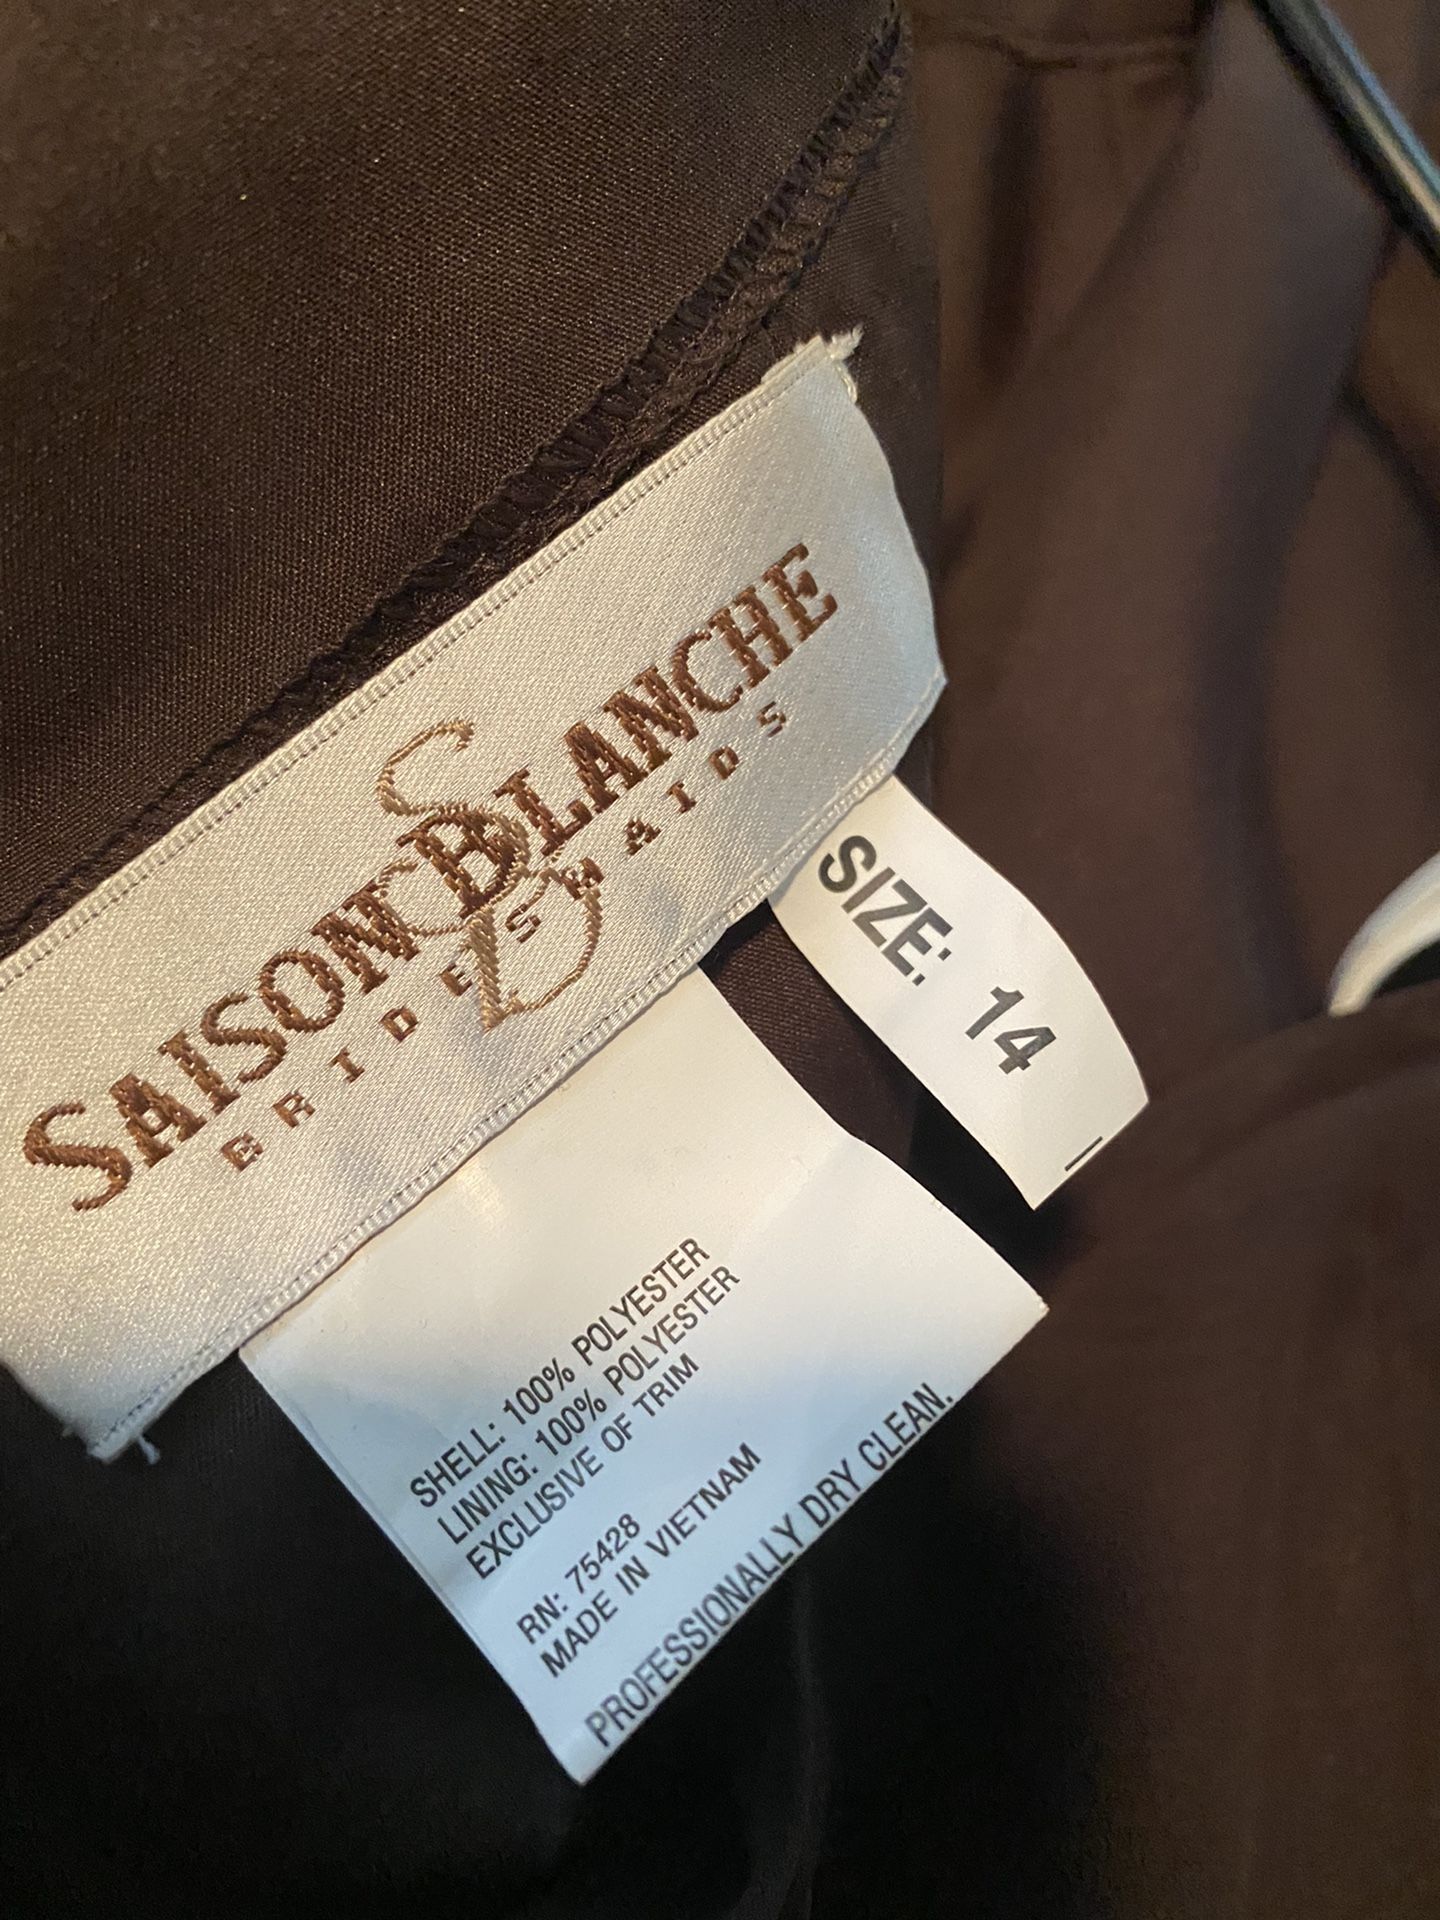 SAISON BLANCHE
SB
BRIDESMAIDS
SIZE: 14
SHELL: 100% POLYESTER
LINING: 100% POLYESTER
EXCLUSIVE OF TRIM
RN: 75428
MADE IN VIETNAM
PROFESSIONALLY DRY CLEAN.